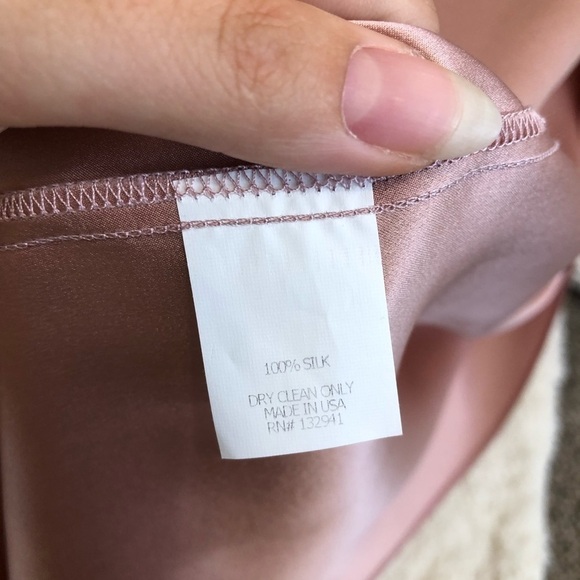 100% SILK
DRY CLEAN ONLY
MADE IN USA
RN# 132941